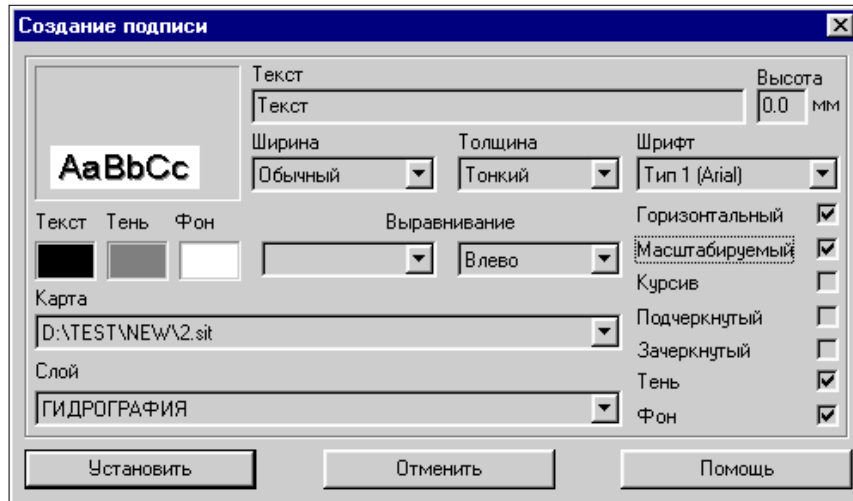 Создание подписи
Текст Высота
Текст 0.0 мм
AaBbCc
Ширина Толщина Шрифт
Обычный Тонкий Тип 1 (Arial)
Текст Тень Фон Выравнивание
Влево
Горизонтальный
Масштабируемый
Курсив
Подчеркнутый
Зачеркнутый
Тень
Фон
Карта
D:\TEST\NEW\2.sit
Слой
ГИДРОГРАФИЯ
Установить Отменить Помощь